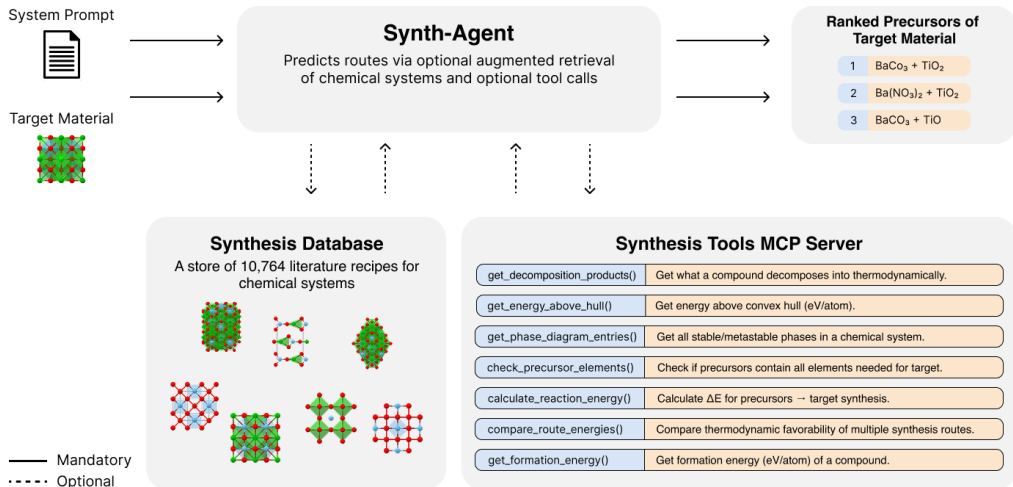 System Prompt
Target Material
Synth-Agent
Predicts routes via optional augmented retrieval
of chemical systems and optional tool calls
Ranked Precursors of
Target Material
1 BaCo₃ + TiO₂
2 Ba(NO₃)₂ + TiO₂
3 BaCO₃ + TiO
Synthesis Database
A store of 10,764 literature recipes for
chemical systems
Synthesis Tools MCP Server
get_decomposition_products() Get what a compound decomposes into thermodynamically.
get_energy_above_hull() Get energy above convex hull (eV/atom).
get_phase_diagram_entries() Get all stable/metastable phases in a chemical system.
check_precursor_elements() Check if precursors contain all elements needed for target.
calculate_reaction_energy() Calculate ΔE for precursors → target synthesis.
compare_route_energies() Compare thermodynamic favorability of multiple synthesis routes.
get_formation_energy() Get formation energy (eV/atom) of a compound.
Mandatory
Optional